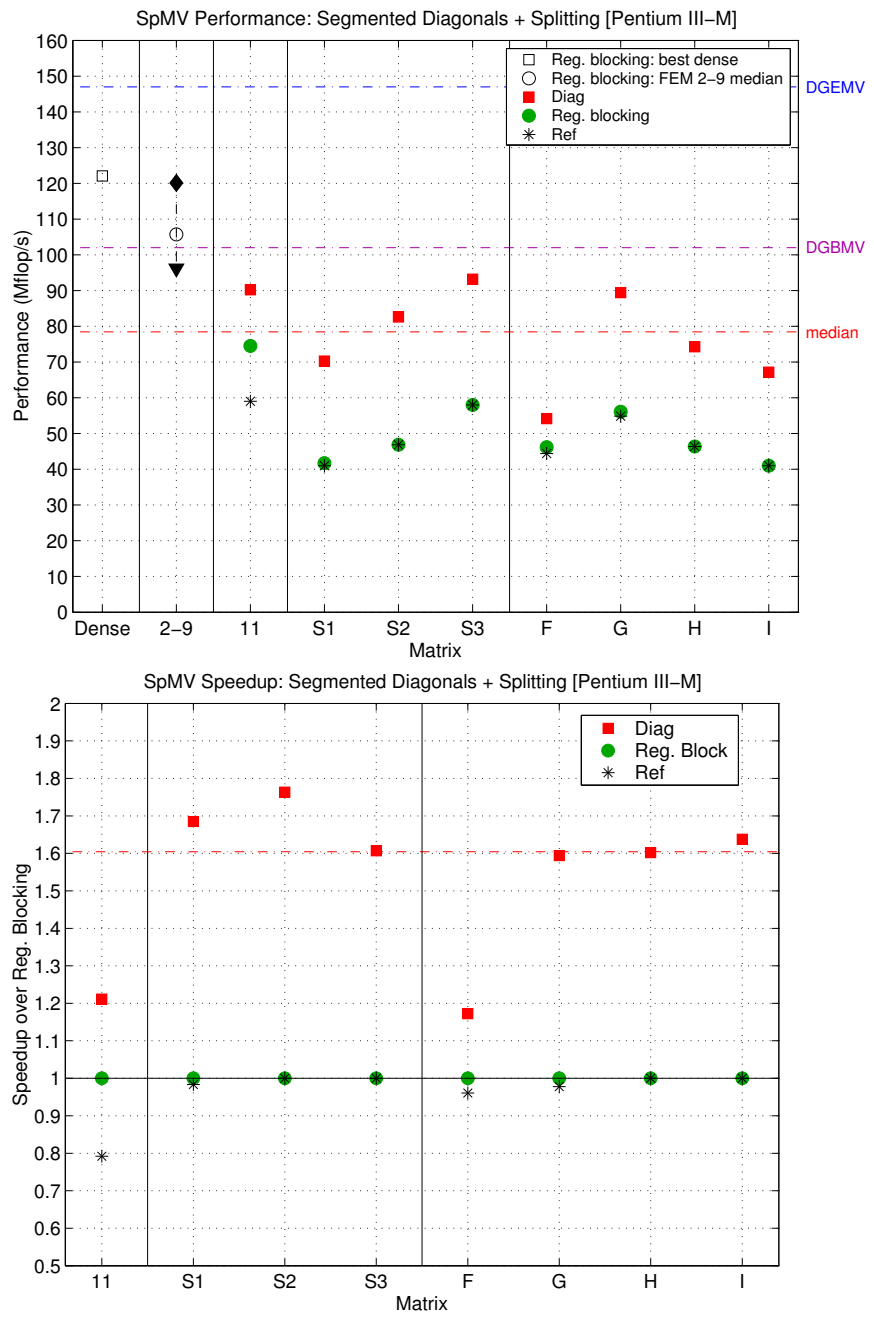 SpMV Performance: Segmented Diagonals + Splitting [Pentium III−M]
160
150
140
130
120
110
100
90
80
70
60
50
40
30
20
10
0
Performance (Mflop/s)
Reg. blocking: best dense
Reg. blocking: FEM 2−9 median
Diag
Reg. blocking
Ref
DGEMV
DGBMV
median
Dense 2−9 11 S1 S2 S3 F G H I
Matrix
SpMV Speedup: Segmented Diagonals + Splitting [Pentium III−M]
2
1.9
1.8
1.7
1.6
1.5
1.4
1.3
1.2
1.1
1
0.9
0.8
0.7
0.6
0.5
Speedup over Reg. Blocking
Diag
Reg. Block
Ref
11 S1 S2 S3 F G H I
Matrix